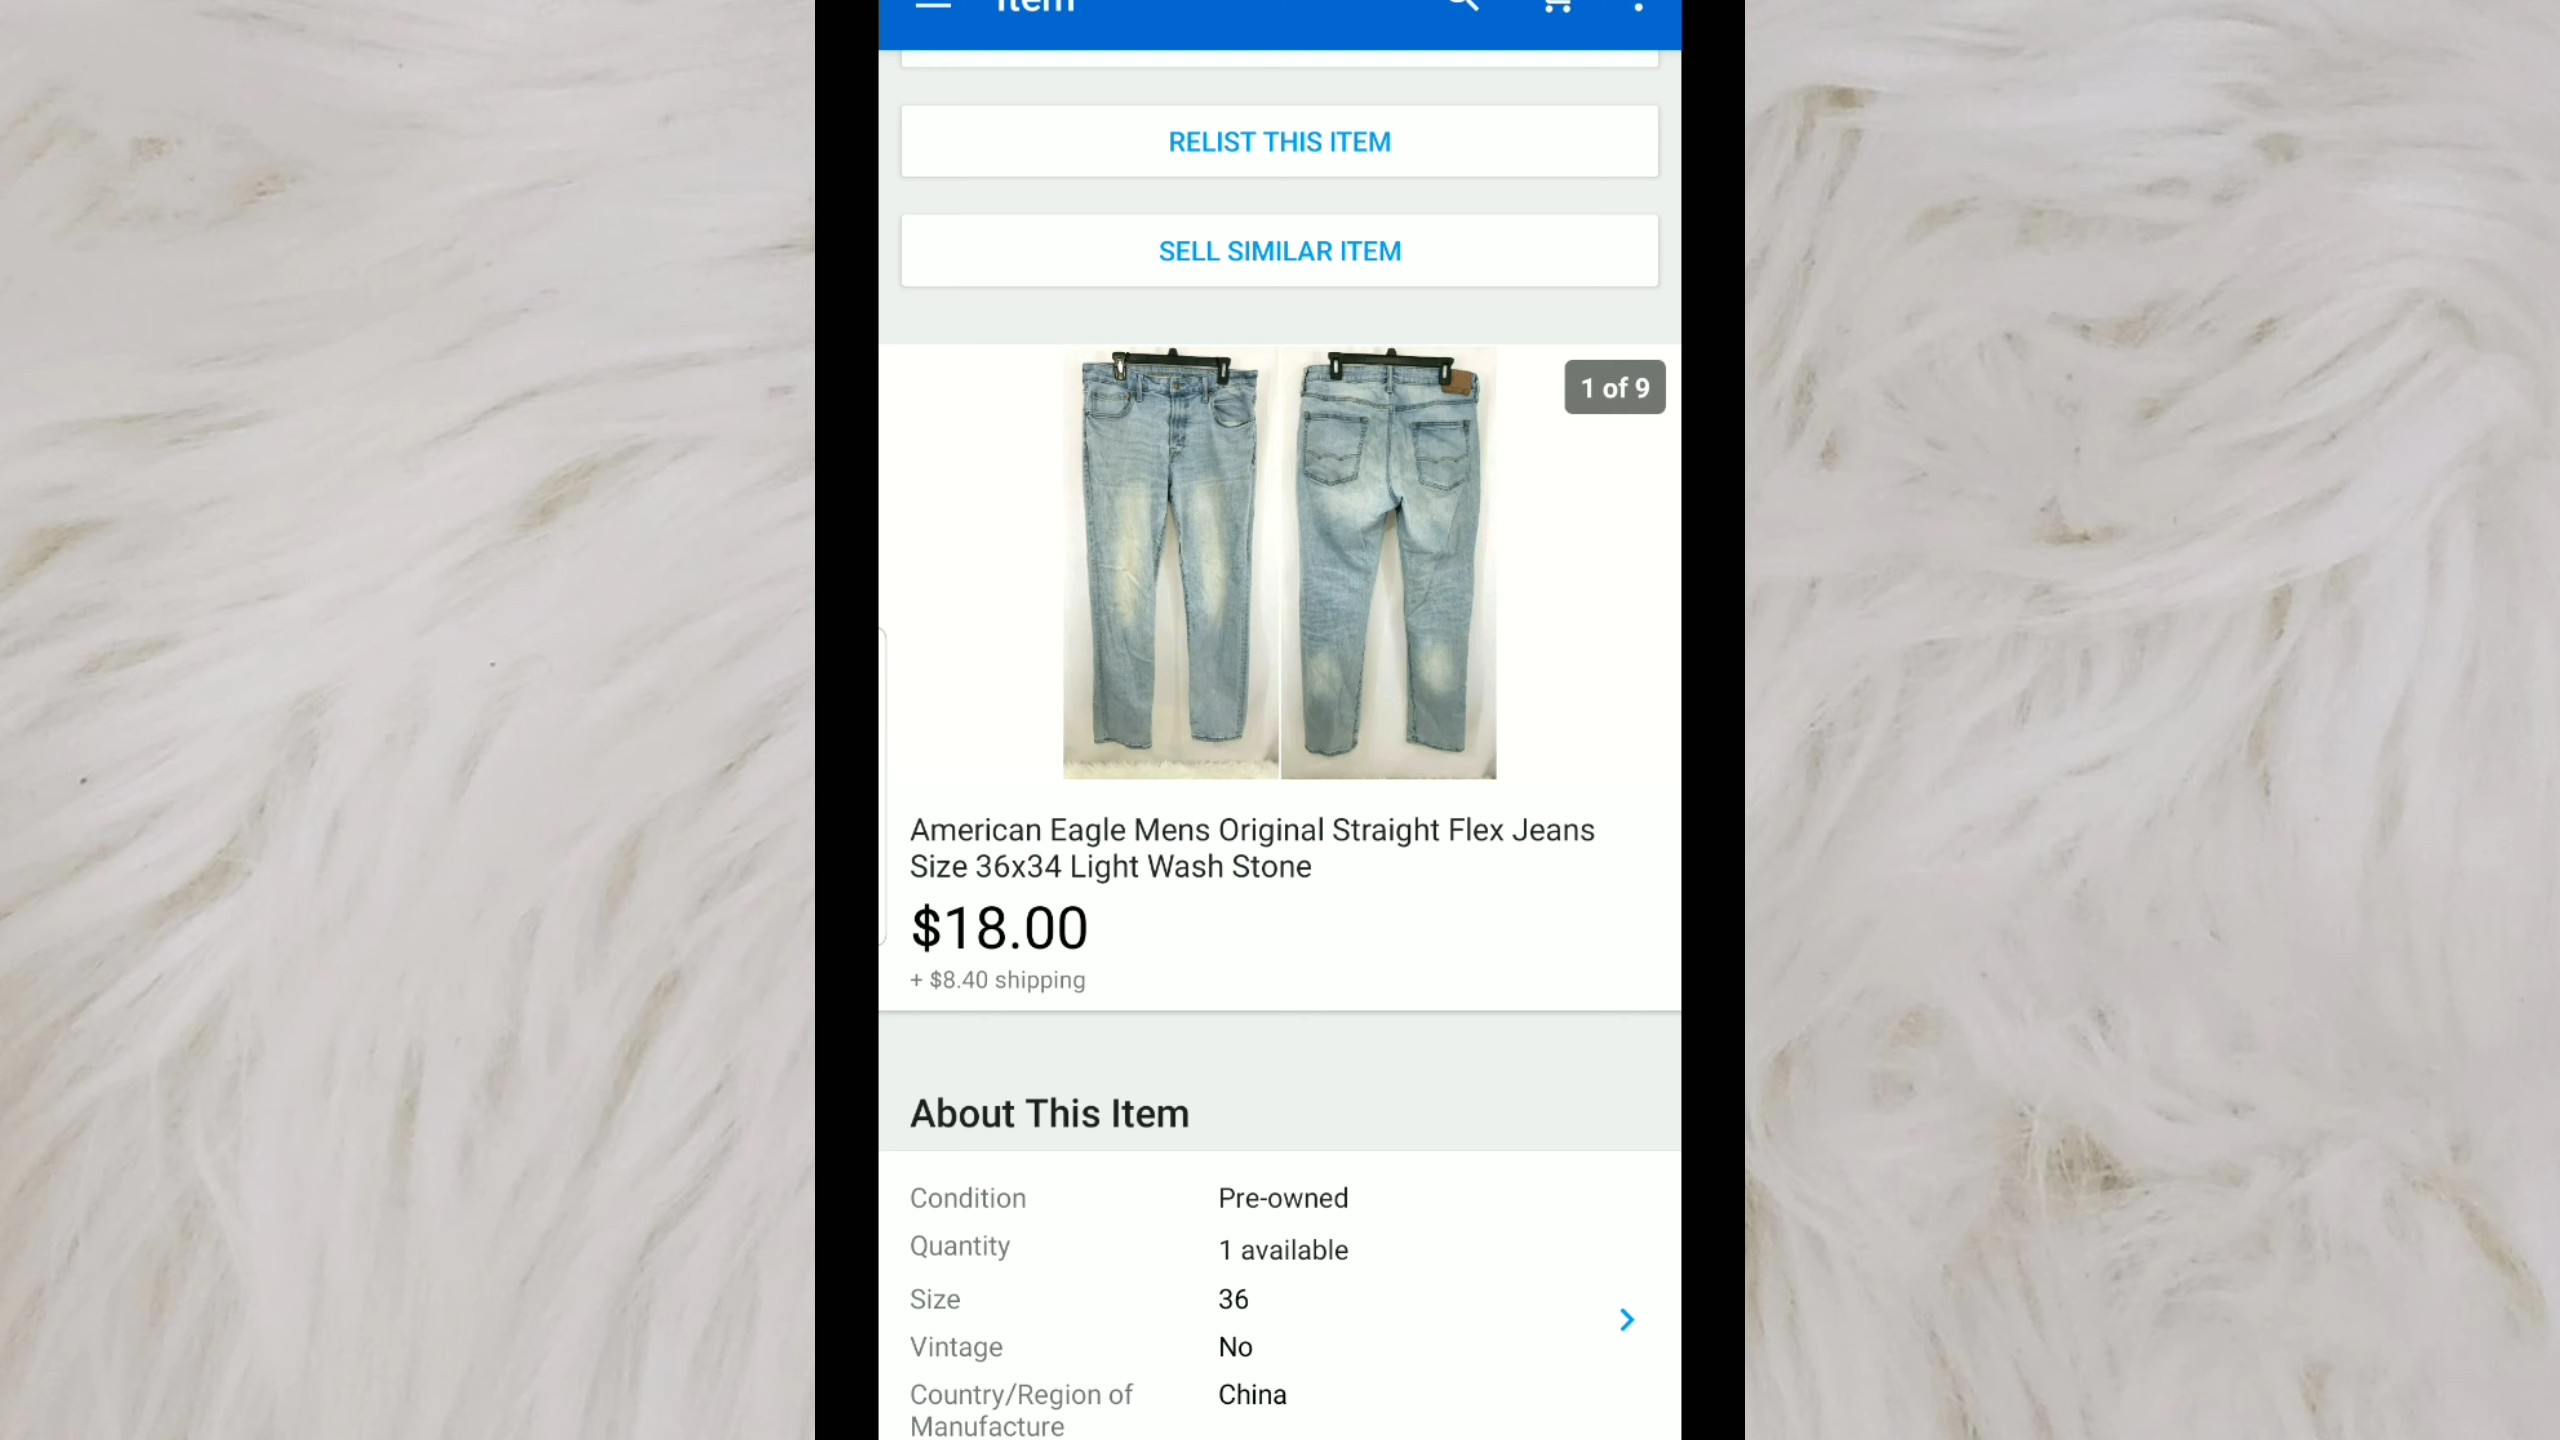 Item
RELIST THIS ITEM
SELL SIMILAR ITEM
1 of 9
American Eagle Mens Original Straight Flex Jeans
Size 36x34 Light Wash Stone
$18.00
+ $8.40 shipping
About This Item
Condition Pre-owned
Quantity 1 available
Size 36
Vintage No
Country/Region of China
Manufacture